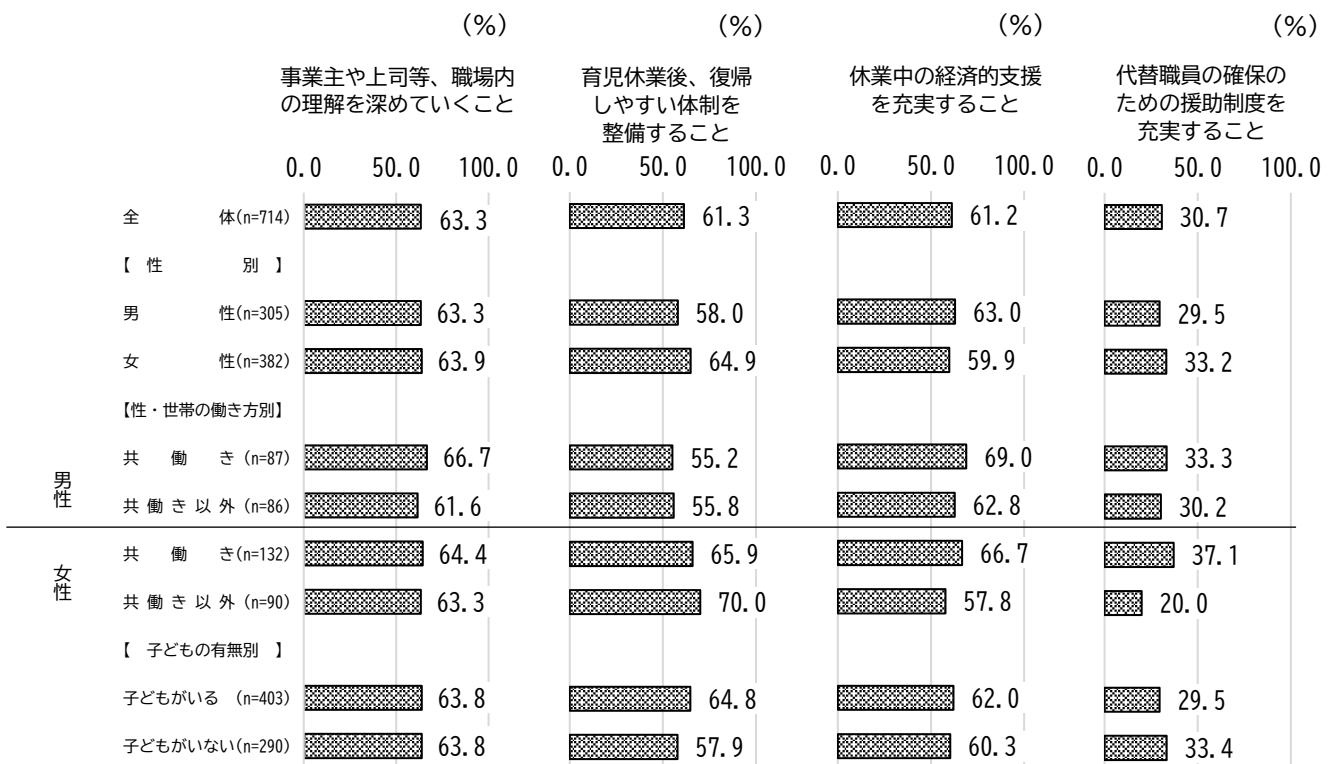 (%) (%) (%) (%)
事業主や上司等、職場内
の理解を深めていくこと
育児休業後、復帰
しやすい体制を
整備すること
休業中の経済的支援
を充実すること
代替職員の確保の
ための援助制度を
充実すること
0.0 50.0 100.0 0.0 50.0 100.0 0.0 50.0 100.0 0.0 50.0 100.0
全 体(n=714) 63.3 61.3 61.2 30.7
【 性 別 】
男 性(n=305) 63.3 58.0 63.0 29.5
女 性(n=382) 63.9 64.9 59.9 33.2
【性・世帯の働き方別】
男性
共 働 き (n=87) 66.7 55.2 69.0 33.3
共 働 き 以 外 (n=86) 61.6 55.8 62.8 30.2
女性
共 働 き(n=132) 64.4 65.9 66.7 37.1
共 働 き 以 外 (n=90) 63.3 70.0 57.8 20.0
【 子どもの有無別 】
子どもがいる (n=403) 63.8 64.8 62.0 29.5
子どもがいない(n=290) 63.8 57.9 60.3 33.4